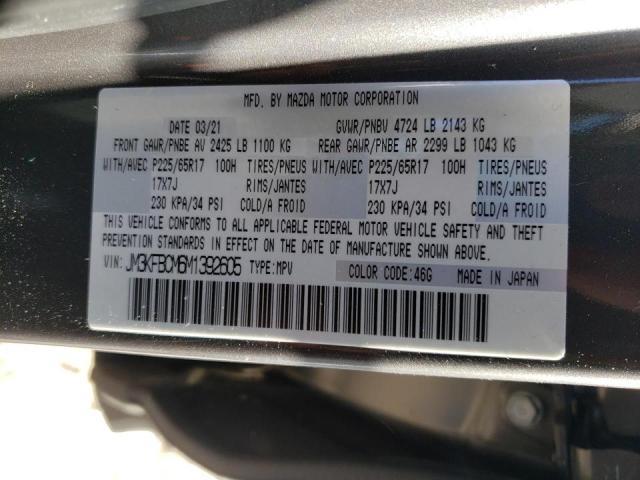 MFD. BY MAZDA MOTOR CORPORATION
DATE 03/21 GVWR/PNBV 4724 LB 2143 KG
FRONT GAWR/PNBE AV 2425 LB 1100 KG REAR GAWR/PNBE AR 2299 LB 1043 KG
WITH/AVEC P225/65R17 100H TIRES/PNEUS WITH/AVEC P225/65R17 100H TIRES/PNEUS
17X7J RIMS/JANTES 17X7J RIMS/JANTES
230 KPA/34 PSI COLD/A FROID 230 KPA/34 PSI COLD/A FROID
THIS VEHICLE CONFORMS TO ALL APPLICABLE FEDERAL MOTOR VEHICLE SAFETY AND THEFT
PREVENTION STANDARDS IN EFFECT ON THE DATE OF MANUFACTURE SHOWN ABOVE.
VIN: JM3KFBCM6M1392605 TYPE:MPV COLOR CODE:46G MADE IN JAPAN